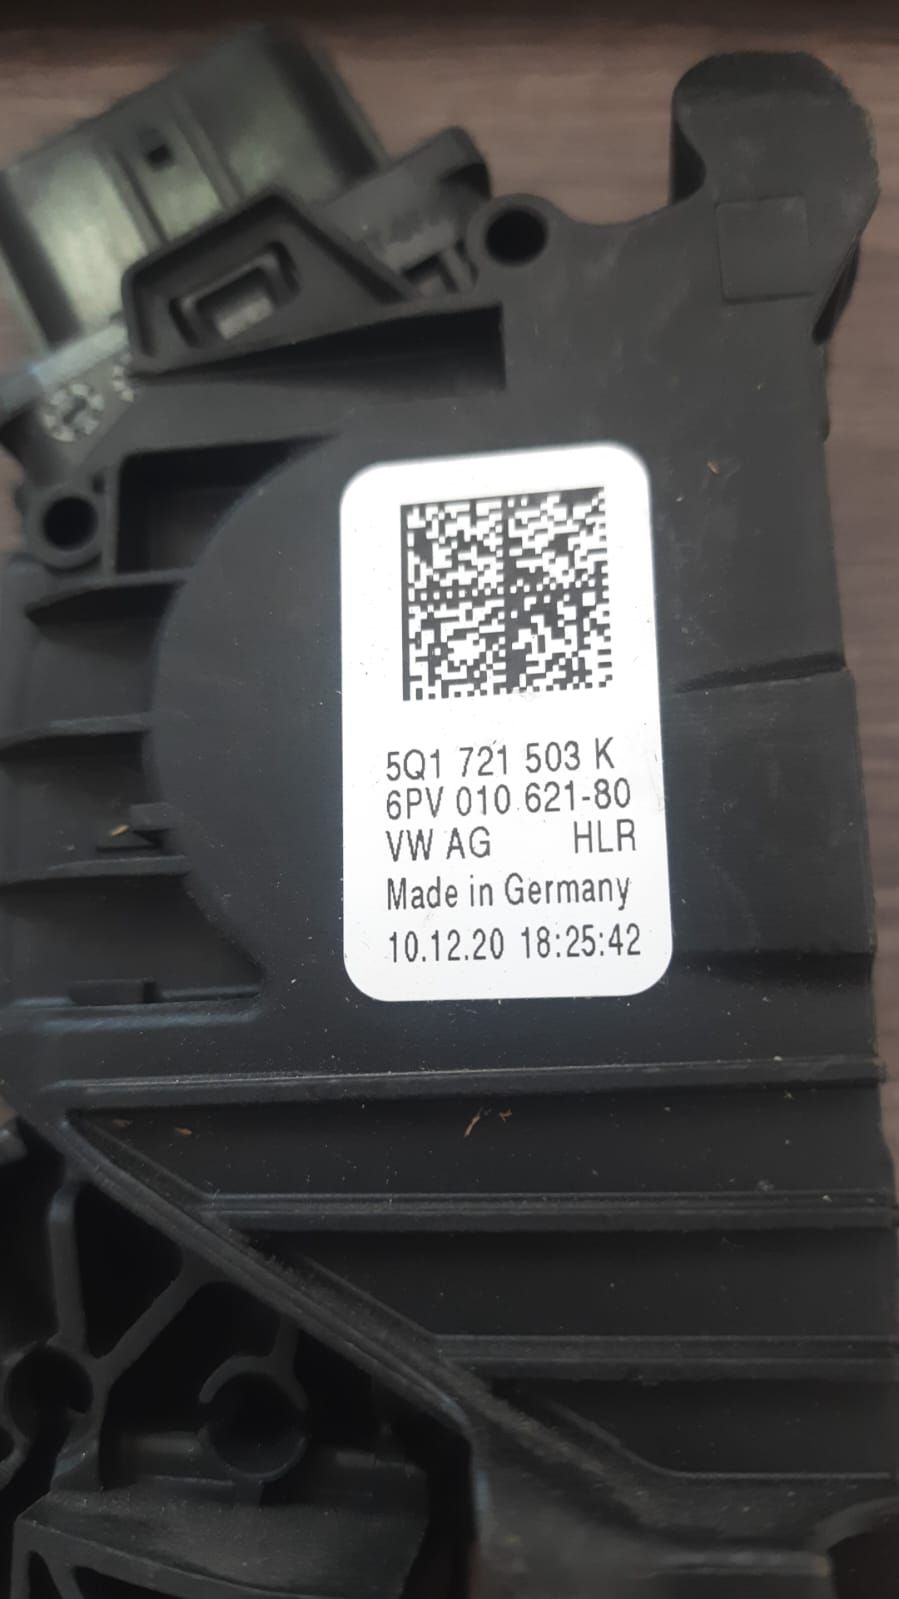 5Q1 721 503 K
6PV 010 621-80
VW AG HLR
Made in Germany
10.12.20 18:25:42